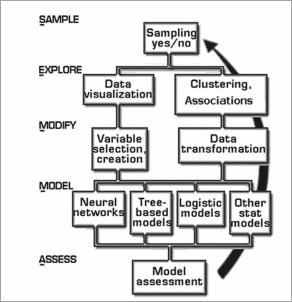 SAMPLE
Sampling
yes/no
EXPLORE
Data
visualization
Clustering,
Associations
MODIFY
Variable
selection,
creation
Data
transformation
MODEL
Neural
networks
Tree-
based
models
Logistic
models
Other
stat
models
ASSESS
Model
assessment